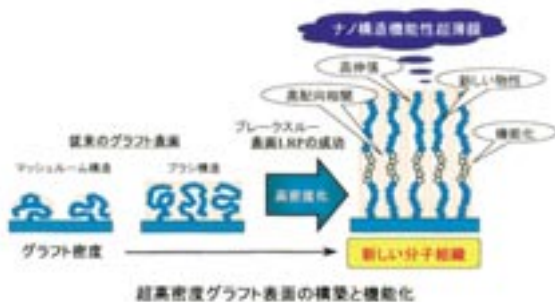 ナノ構造機能性超薄膜
高伸張
新しい物性
高配向相関
機能化
従来のグラフト表面
ブレークスルー
表面LRPの成功
マッシュルーム構造
ブラシ構造
高密度化
グラフト密度
新しい分子組織
超高密度グラフト表面の構築と機能化